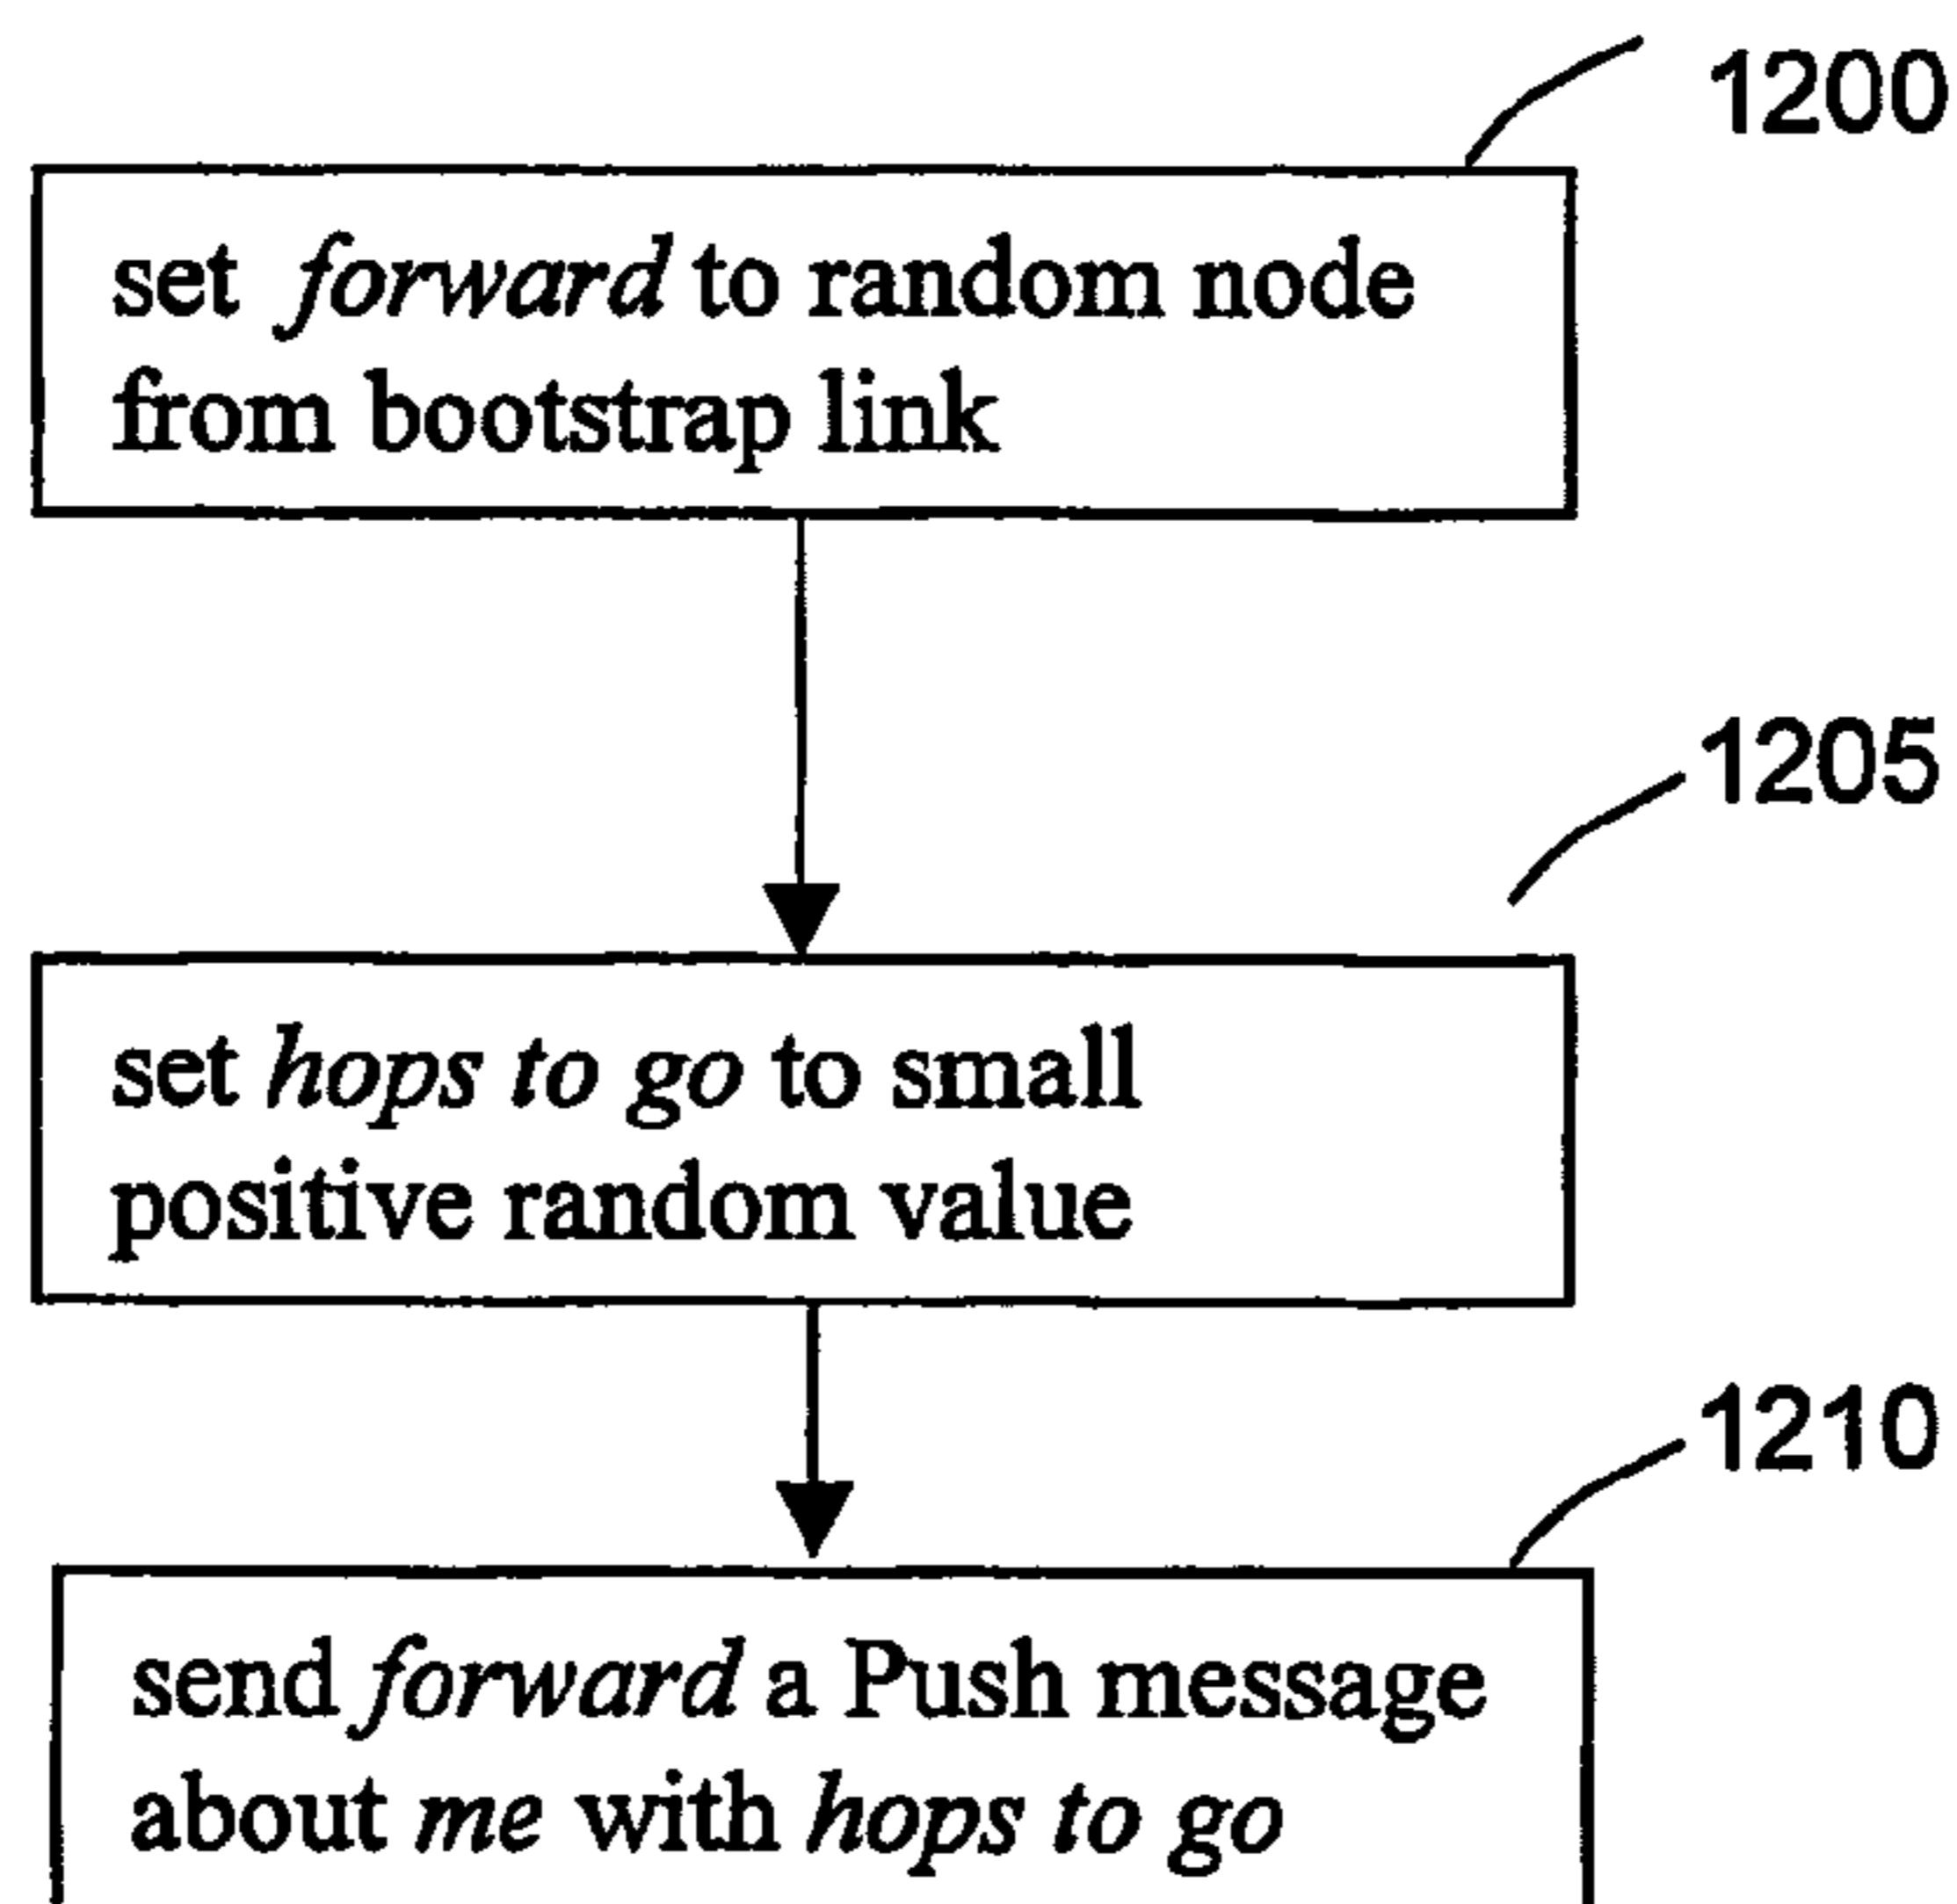 1200
set forward to random node
from bootstrap link
1205
set hops to go to small
positive random value
1210
send forward a Push message
about me with hops to go